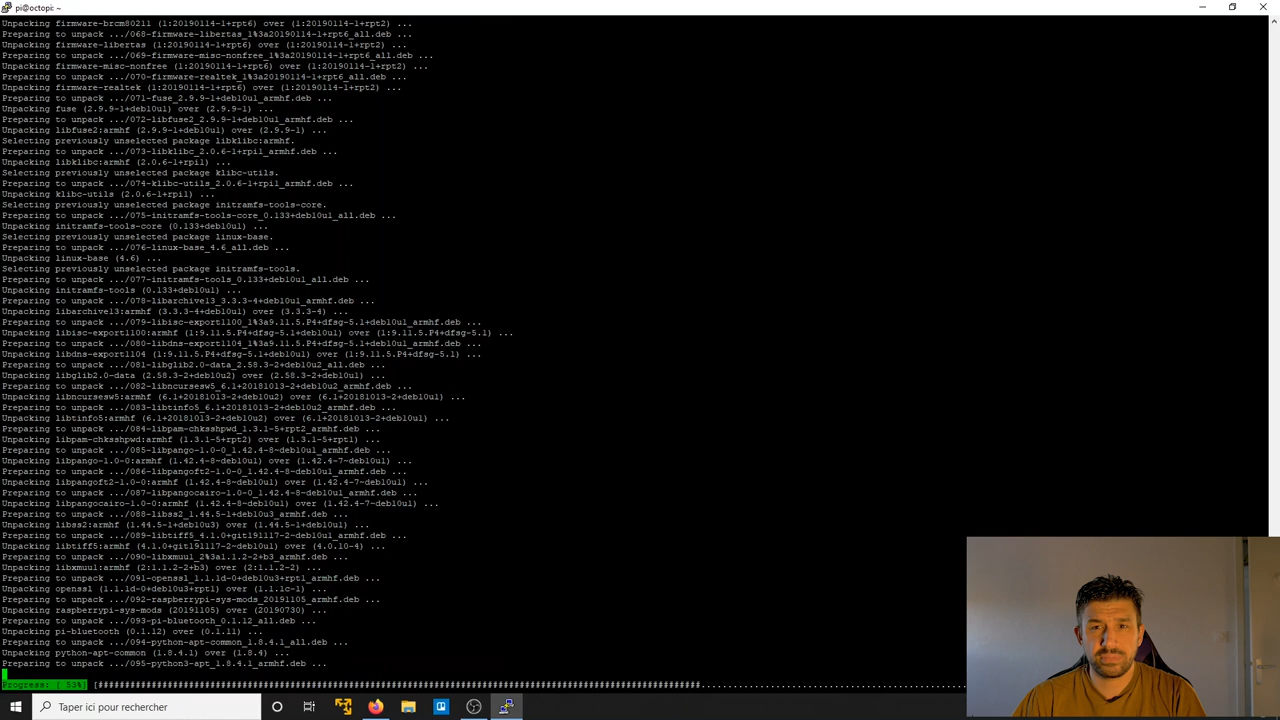 pi@octopi: ~
Unpacking firmware-brcm80211 (1:20190114-1+rpt6) over (1:20190114-1+rpt2) ...
Preparing to unpack .../068-firmware-libertas_1%3a20190114-1+rpt6_all.deb ...
Unpacking firmware-libertas (1:20190114-1+rpt6) over (1:20190114-1+rpt2) ...
Preparing to unpack .../069-firmware-misc-nonfree_1%3a20190114-1+rpt6_all.deb ...
Unpacking firmware-misc-nonfree (1:20190114-1+rpt6) over (1:20190114-1+rpt2) ...
Preparing to unpack .../070-firmware-realtek_1%3a20190114-1+rpt6_all.deb ...
Unpacking firmware-realtek (1:20190114-1+rpt6) over (1:20190114-1+rpt2) ...
Preparing to unpack .../071-fuse_2.9.9-1+deb10u1_armhf.deb ...
Unpacking fuse (2.9.9-1+deb10u1) over (2.9.9-1) ...
Preparing to unpack .../072-libfuse2_2.9.9-1+deb10u1_armhf.deb ...
Unpacking libfuse2:armhf (2.9.9-1+deb10u1) over (2.9.9-1) ...
Selecting previously unselected package libklibc:armhf.
Preparing to unpack .../073-libklibc_2.0.6-1+rpi1_armhf.deb ...
Unpacking libklibc:armhf (2.0.6-1+rpi1) ...
Selecting previously unselected package klibc-utils.
Preparing to unpack .../074-klibc-utils_2.0.6-1+rpi1_armhf.deb ...
Unpacking klibc-utils (2.0.6-1+rpi1) ...
Selecting previously unselected package initramfs-tools-core.
Preparing to unpack .../075-initramfs-tools-core_0.133+deb10u1_all.deb ...
Unpacking initramfs-tools-core (0.133+deb10u1) ...
Selecting previously unselected package linux-base.
Preparing to unpack .../076-linux-base_4.6_all.deb ...
Unpacking linux-base (4.6) ...
Selecting previously unselected package initramfs-tools.
Preparing to unpack .../077-initramfs-tools_0.133+deb10u1_all.deb ...
Unpacking initramfs-tools (0.133+deb10u1) ...
Preparing to unpack .../078-libarchive13_3.3.3-4+deb10u1_armhf.deb ...
Unpacking libarchive13:armhf (3.3.3-4+deb10u1) over (3.3.3-4) ...
Preparing to unpack .../079-libisc-export1100_1%3a9.11.5.P4+dfsg-5.1+deb10u1_armhf.deb ...
Unpacking libisc-export1100:armhf (1:9.11.5.P4+dfsg-5.1+deb10u1) over (1:9.11.5.P4+dfsg-5.1) ...
Preparing to unpack .../080-libdns-export1104_1%3a9.11.5.P4+dfsg-5.1+deb10u1_armhf.deb ...
Unpacking libdns-export1104 (1:9.11.5.P4+dfsg-5.1+deb10u1) over (1:9.11.5.P4+dfsg-5.1) ...
Preparing to unpack .../081-libglib2.0-data_2.58.3-2+deb10u2_all.deb ...
Unpacking libglib2.0-data (2.58.3-2+deb10u2) over (2.58.3-2+deb10u1) ...
Preparing to unpack .../082-libncursesw5_6.1+20181013-2+deb10u2_armhf.deb ...
Unpacking libncursesw5:armhf (6.1+20181013-2+deb10u2) over (6.1+20181013-2+deb10u1) ...
Preparing to unpack .../083-libtinfo5_6.1+20181013-2+deb10u2_armhf.deb ...
Unpacking libtinfo5:armhf (6.1+20181013-2+deb10u2) over (6.1+20181013-2+deb10u1) ...
Preparing to unpack .../084-libpam-chksshpwd_1.3.1-5+rpt2_armhf.deb ...
Unpacking libpam-chksshpwd:armhf (1.3.1-5+rpt2) over (1.3.1-5+rpt1) ...
Preparing to unpack .../085-libpango-1.0-0_1.42.4-8~deb10u1_armhf.deb ...
Unpacking libpango-1.0-0:armhf (1.42.4-8~deb10u1) over (1.42.4-7~deb10u1) ...
Preparing to unpack .../086-libpangoft2-1.0-0_1.42.4-8~deb10u1_armhf.deb ...
Unpacking libpangoft2-1.0-0:armhf (1.42.4-8~deb10u1) over (1.42.4-7~deb10u1) ...
Preparing to unpack .../087-libpangocairo-1.0-0_1.42.4-8~deb10u1_armhf.deb ...
Unpacking libpangocairo-1.0-0:armhf (1.42.4-8~deb10u1) over (1.42.4-7~deb10u1) ...
Preparing to unpack .../088-libss2_1.44.5-1+deb10u3_armhf.deb ...
Unpacking libss2:armhf (1.44.5-1+deb10u3) over (1.44.5-1+deb10u1) ...
Preparing to unpack .../089-libtiff5_4.1.0+git191117-2~deb10u1_armhf.deb ...
Unpacking libtiff5:armhf (4.1.0+git191117-2~deb10u1) over (4.0.10-4) ...
Preparing to unpack .../090-libxmuu1_2%3a1.1.2-2+b3_armhf.deb ...
Unpacking libxmuu1:armhf (2:1.1.2-2+b3) over (2:1.1.2-2) ...
Preparing to unpack .../091-openssl_1.1.1d-0+deb10u3+rpt1_armhf.deb ...
Unpacking openssl (1.1.1d-0+deb10u3+rpt1) over (1.1.1c-1) ...
Preparing to unpack .../092-raspberrypi-sys-mods_20191105_armhf.deb ...
Unpacking raspberrypi-sys-mods (20191105) over (20190730) ...
Preparing to unpack .../093-pi-bluetooth_0.1.12_all.deb ...
Unpacking pi-bluetooth (0.1.12) over (0.1.11) ...
Preparing to unpack .../094-python-apt-common_1.8.4.1_all.deb ...
Unpacking python-apt-common (1.8.4.1) over (1.8.4) ...
Preparing to unpack .../095-python3-apt_1.8.4.1_armhf.deb ...
Progress: [ 53%]
Taper ici pour rechercher